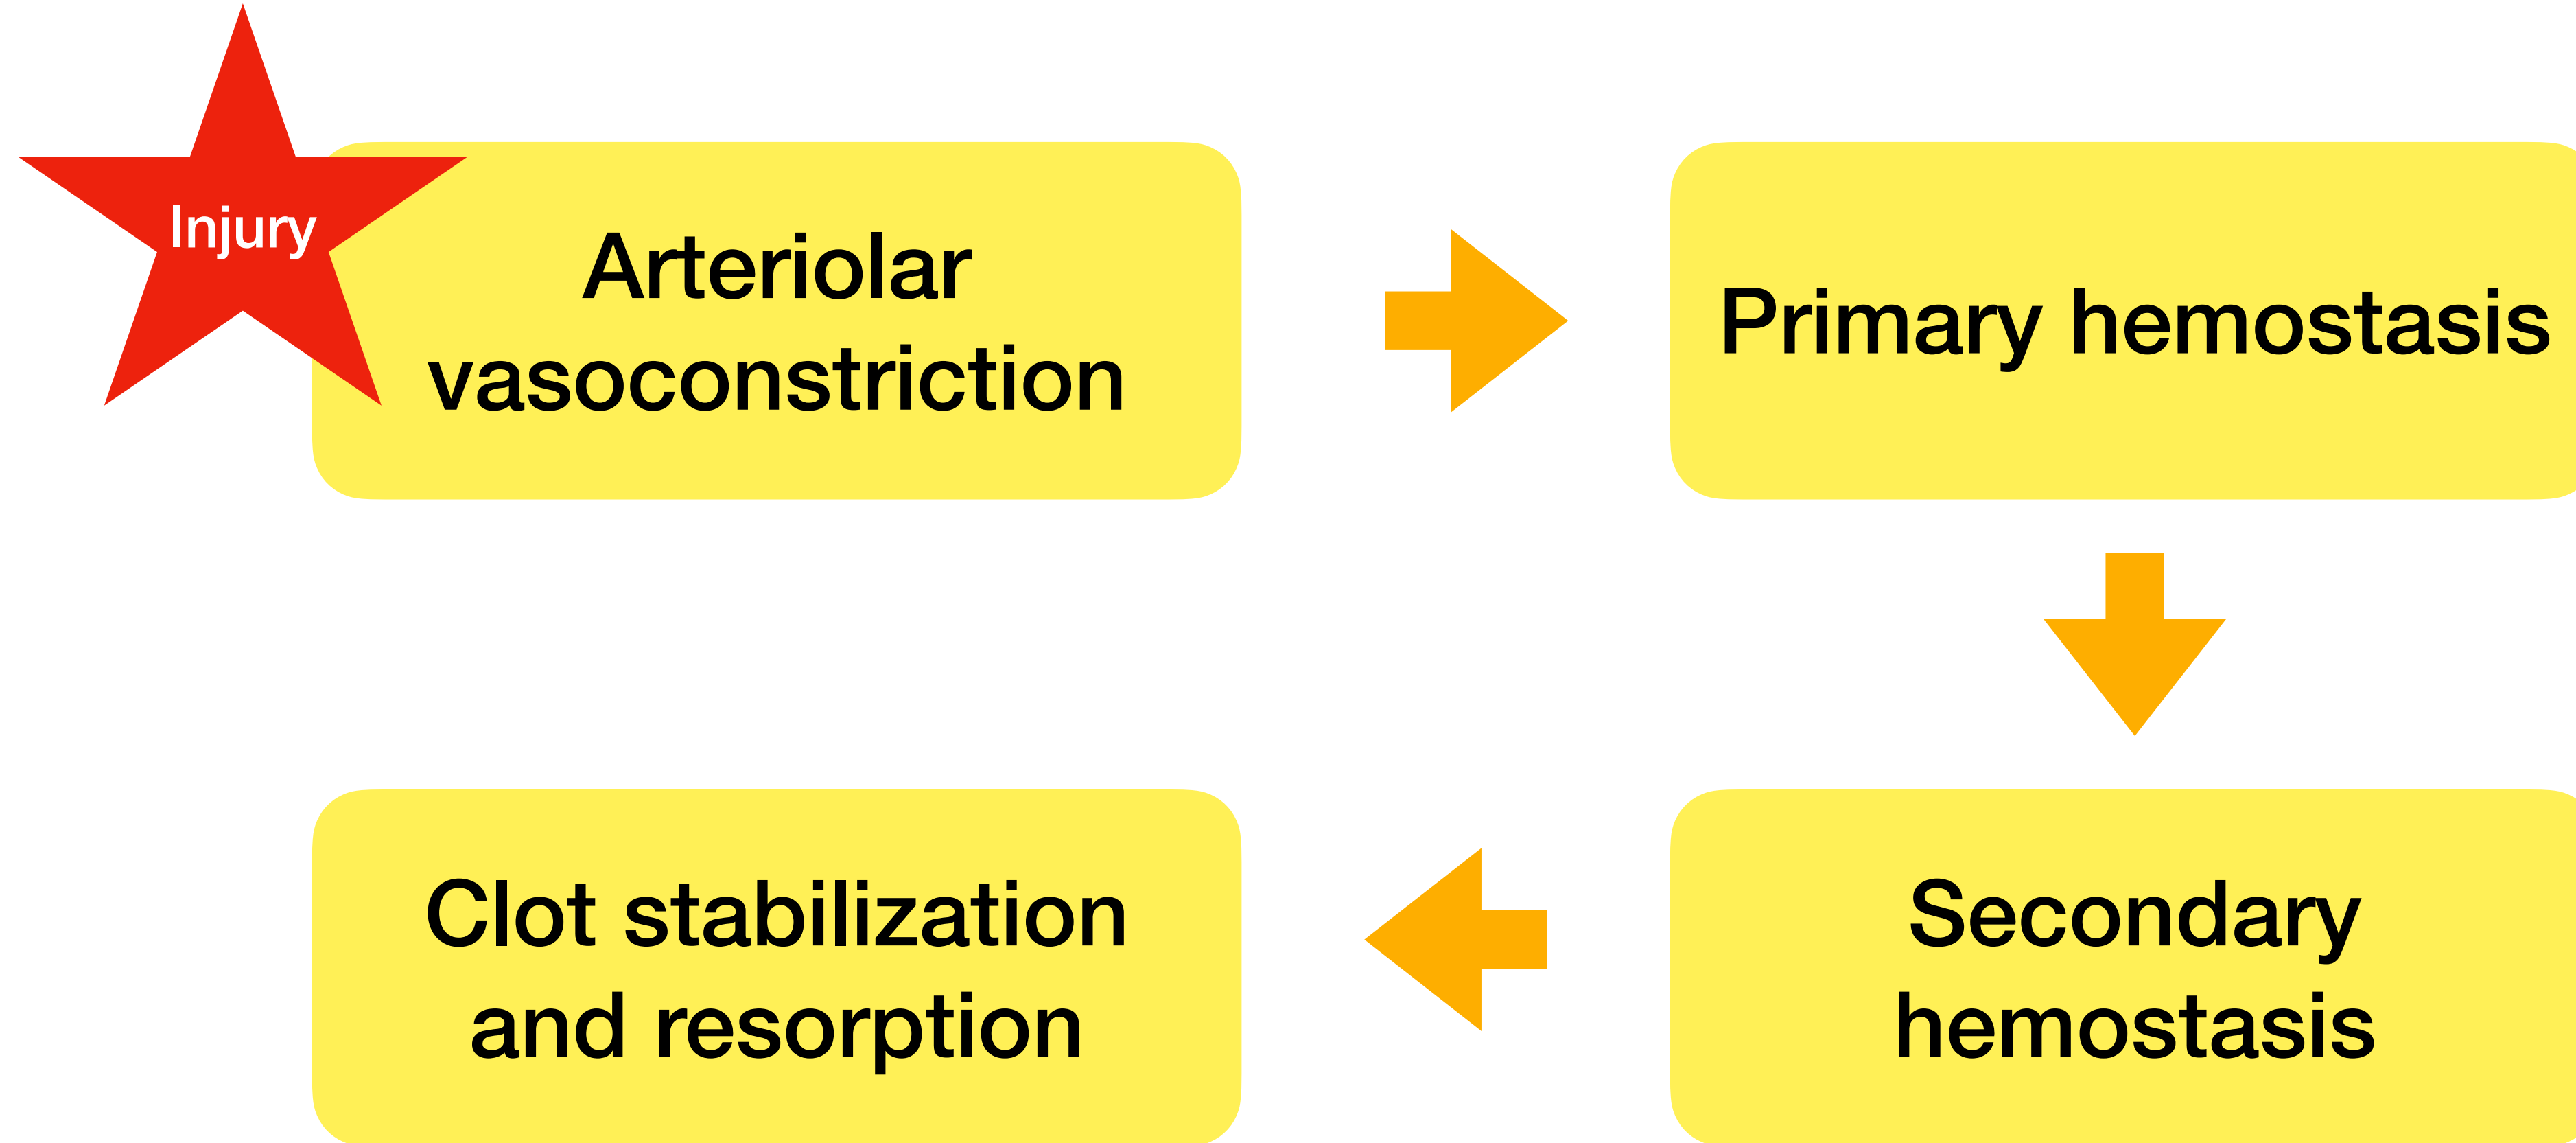 Injury
Arteriolar
vasoconstriction
Primary hemostasis
Secondary
hemostasis
Clot stabilization
and resorption